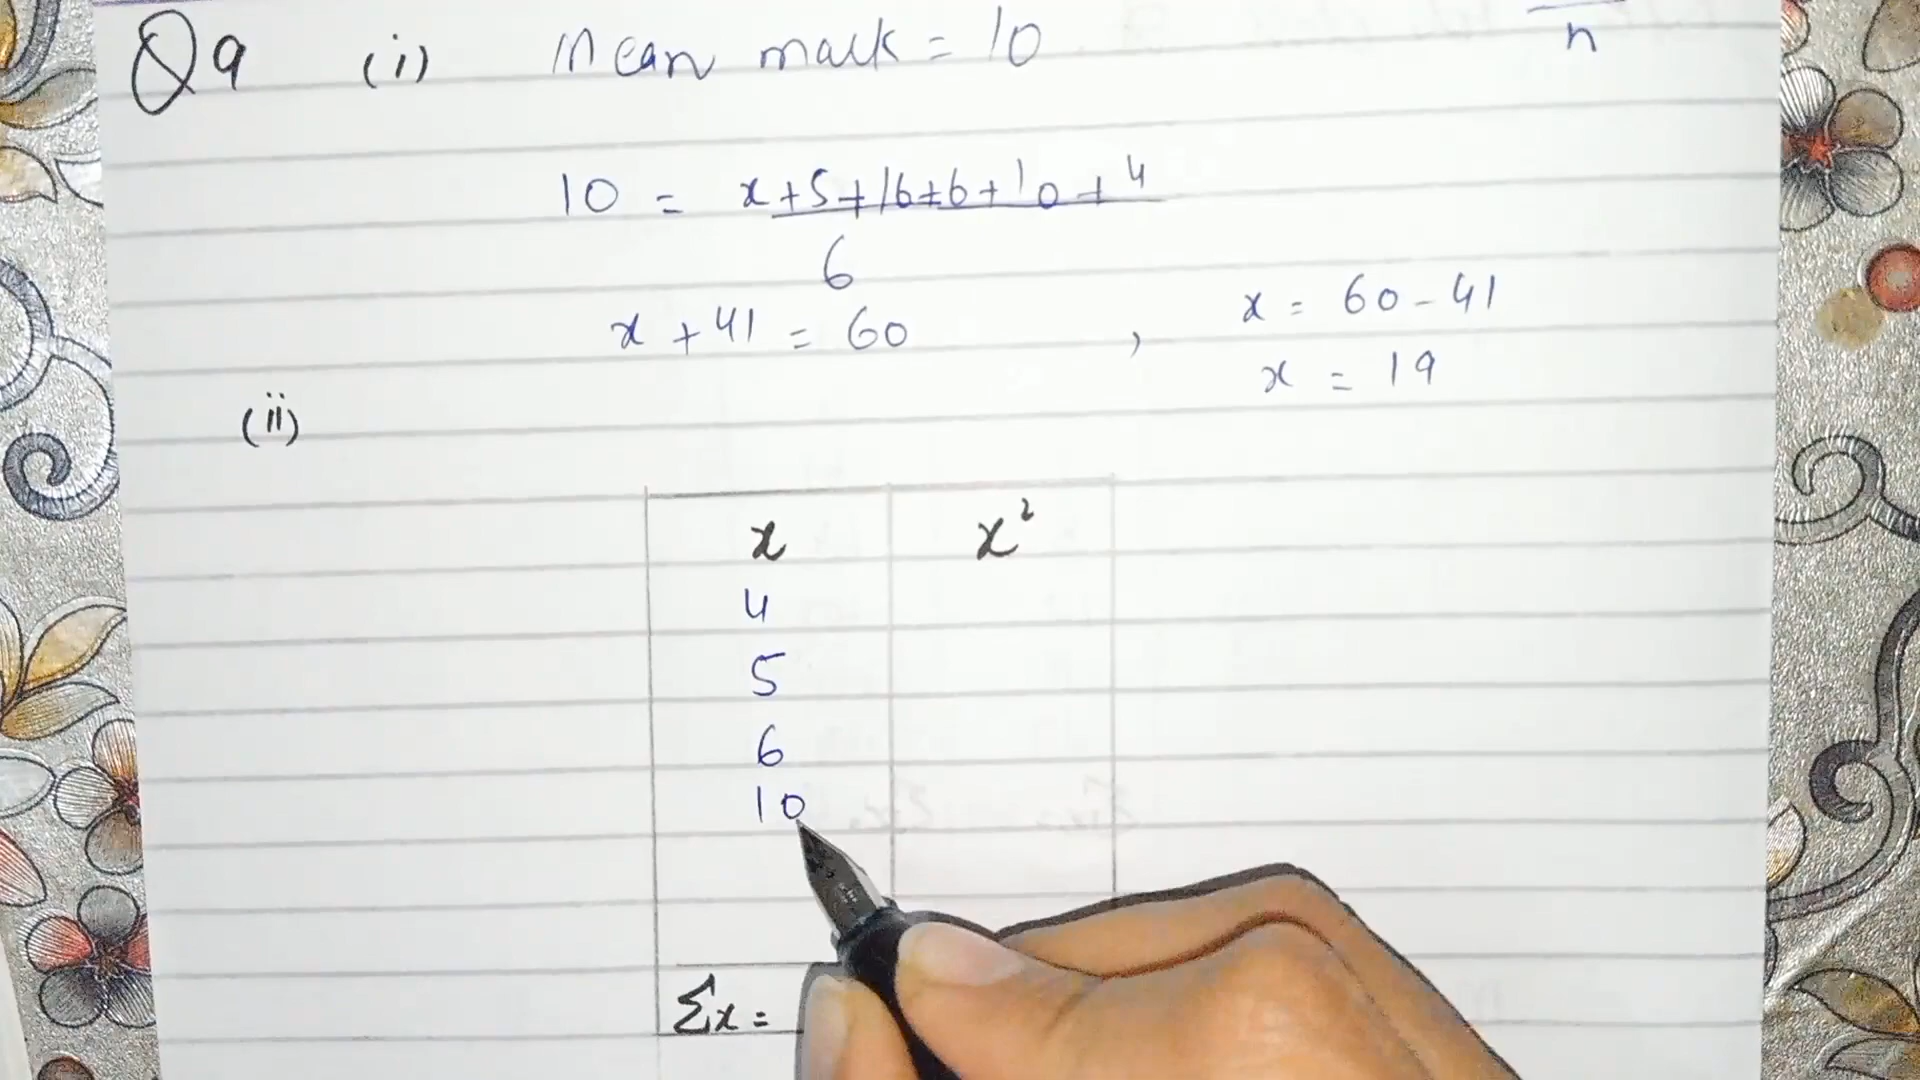 Q9 (i) Mean mark = 10
n
10 = x+5+16+6+10+4
6
x + 41 = 60 , x = 60 - 41
x = 19
(ii)
x x²
4
5
6
10
Σx =